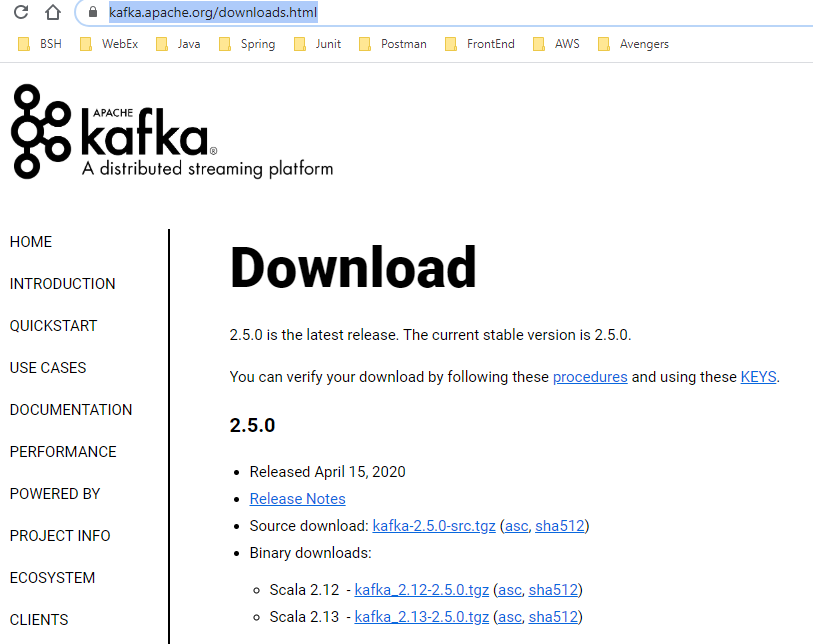 kafka.apache.org/downloads.html
BSH WebEx Java Spring Junit Postman FrontEnd AWS Avengers
APACHE
kafka®
A distributed streaming platform
HOME
INTRODUCTION
QUICKSTART
USE CASES
DOCUMENTATION
PERFORMANCE
POWERED BY
PROJECT INFO
ECOSYSTEM
CLIENTS
Download
2.5.0 is the latest release. The current stable version is 2.5.0.
You can verify your download by following these procedures and using these KEYS.
2.5.0
• Released April 15, 2020
• Release Notes
• Source download: kafka-2.5.0-src.tgz (asc, sha512)
• Binary downloads:
◦ Scala 2.12 - kafka_2.12-2.5.0.tgz (asc, sha512)
◦ Scala 2.13 - kafka_2.13-2.5.0.tgz (asc, sha512)